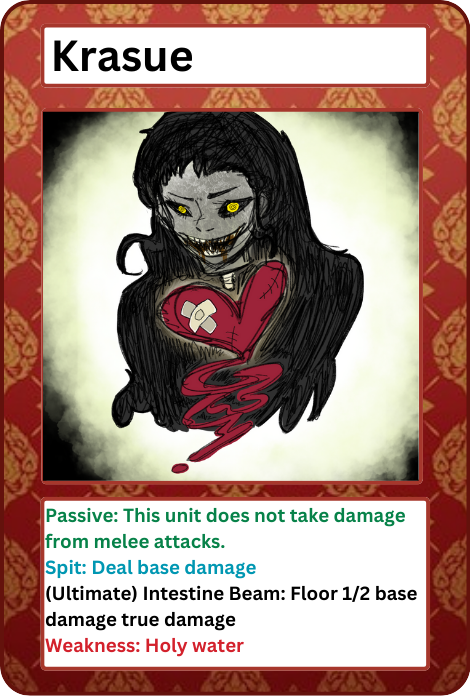 Krasue
Passive: This unit does not take damage
from melee attacks.
Spit: Deal base damage
(Ultimate) Intestine Beam: Floor 1/2 base
damage true damage
Weakness: Holy water